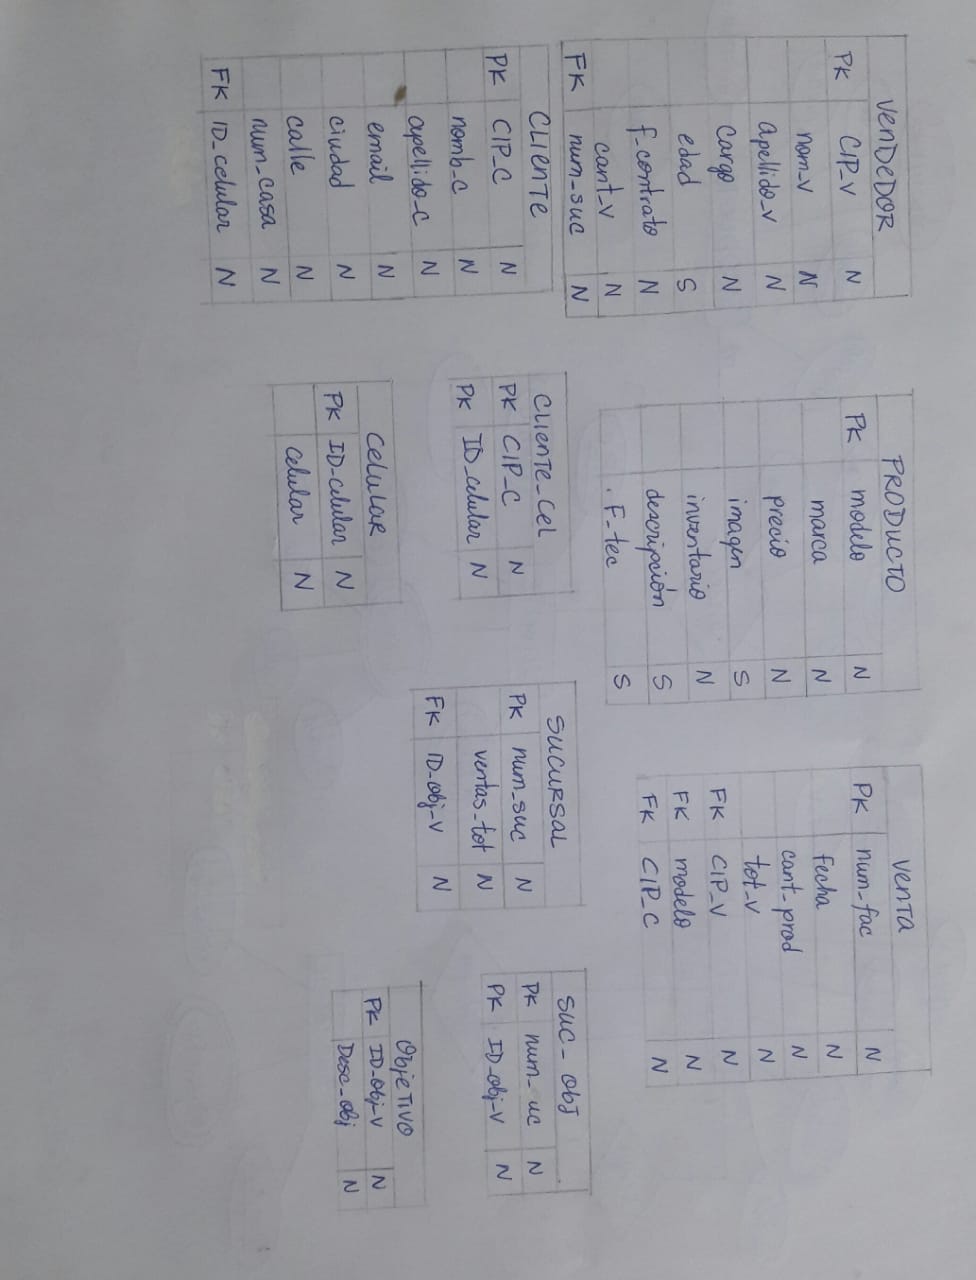 VENDEDOR
PK CIP_V N
nom_v N
apellido_v N
Cargo N
edad S
f_contrato N
cant_v N
FK num_suc N
PRODUCTO
PK modelo N
marca N
precio N
imagen S
inventario N
descripción S
F-tec S
VENTA
PK num_fac N
fecha N
cant_prod N
tot_v N
FK CIP_V N
FK modelo N
FK CIP_C N
CLIENTE
PK CIP_C N
nomb_c N
apellido_c N
email N
ciudad N
calle N
num_casa N
FK ID_celular N
CLIENTE_CEL
PK CIP_C N
PK ID_celular N
SUCURSAL
PK num_suc N
ventas_tot N
FK ID_obj_V N
SUC_OBJ
PK num_uc N
PK ID_obj_V N
CELULAR
PK ID_celular N
Celular N
OBJETIVO
PK ID_obj_V N
Desc_obj N